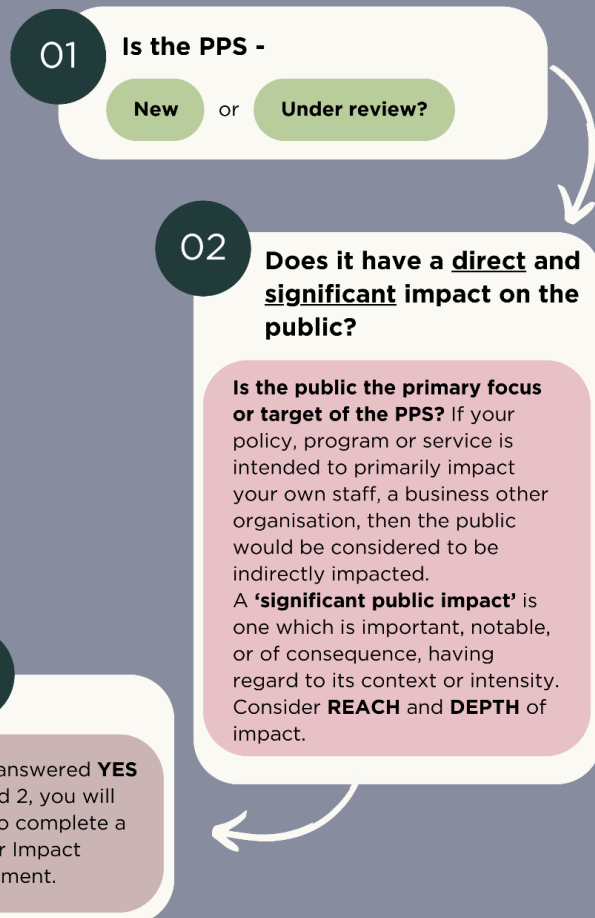 01
Is the PPS -
New or Under review?
02
Does it have a direct and
significant impact on the
public?
Is the public the primary focus
or target of the PPS? If your
policy, program or service is
intended to primarily impact
your own staff, a business other
organisation, then the public
would be considered to be
indirectly impacted.
A ‘significant public impact’ is
one which is important, notable,
or of consequence, having
regard to its context or intensity.
Consider REACH and DEPTH of
impact.
answered YES
d 2, you will
o complete a
r Impact
ment.